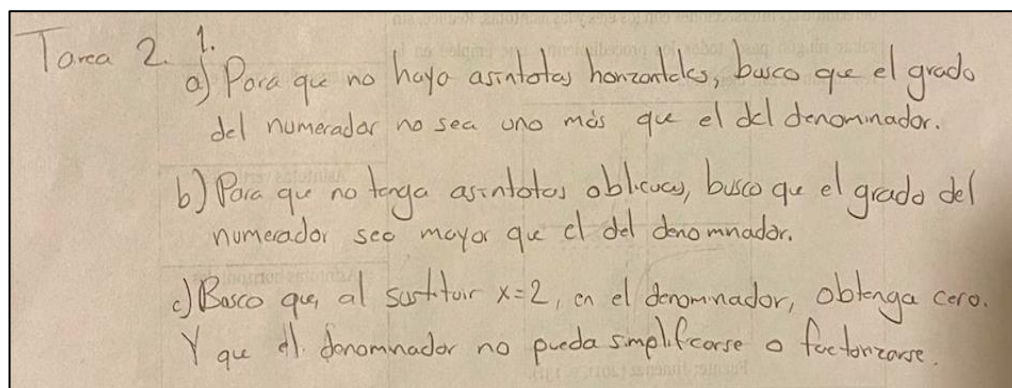 Tarea 2. 1.
a) Para que no haya asíntotas horizontales, busco que el grado
del numerador no sea uno más que el del denominador.
b) Para que no tenga asíntotas oblicuas, busco que el grado del
numerador sea mayor que el del denominador.
c) Busco que, al sustituir x=2, en el denominador, obtenga cero.
Y que el denominador no pueda simplificarse o factorizarse.